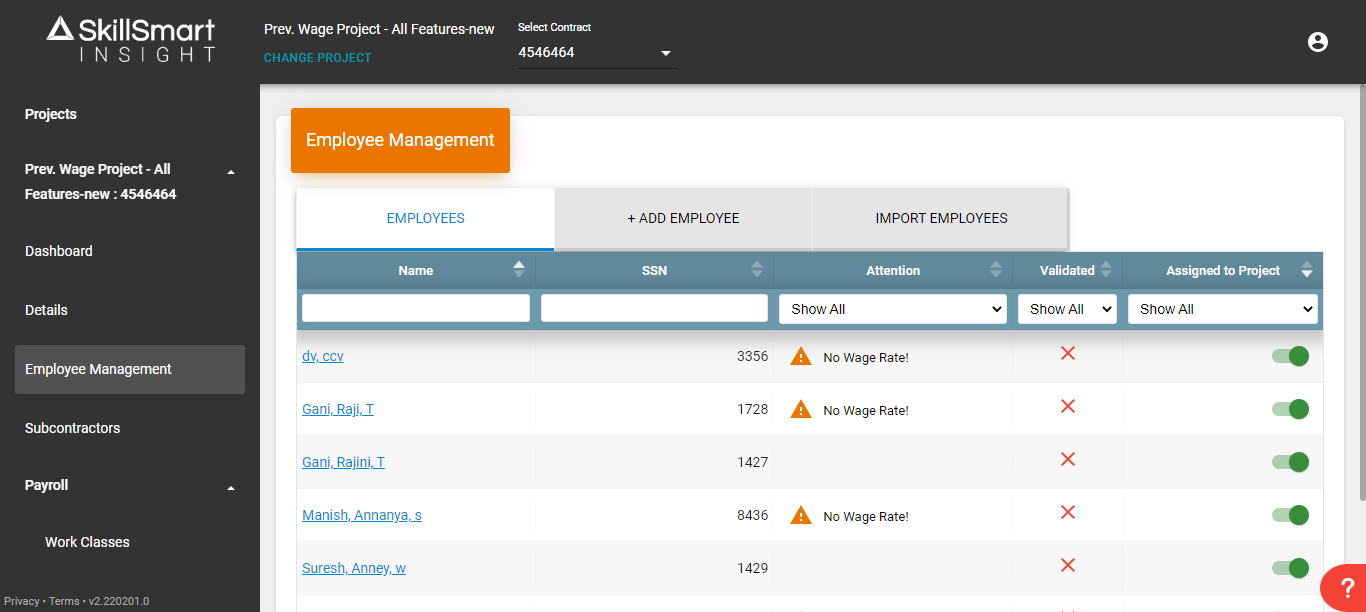 SkillSmart
INSIGHT
Prev. Wage Project - All Features-new
CHANGE PROJECT
Select Contract
4546464
Projects
Prev. Wage Project - All
Features-new : 4546464
Dashboard
Details
Employee Management
Subcontractors
Payroll
Work Classes
Privacy • Terms • v2.220201.0
Employee Management
EMPLOYEES + ADD EMPLOYEE IMPORT EMPLOYEES
Name SSN Attention Validated Assigned to Project
Show All Show All Show All
dv, ccv 3356 No Wage Rate!
Gani, Raji, T 1728 No Wage Rate!
Gani, Rajini, T 1427
Manish, Annanya, s 8436 No Wage Rate!
Suresh, Anney, w 1429
?